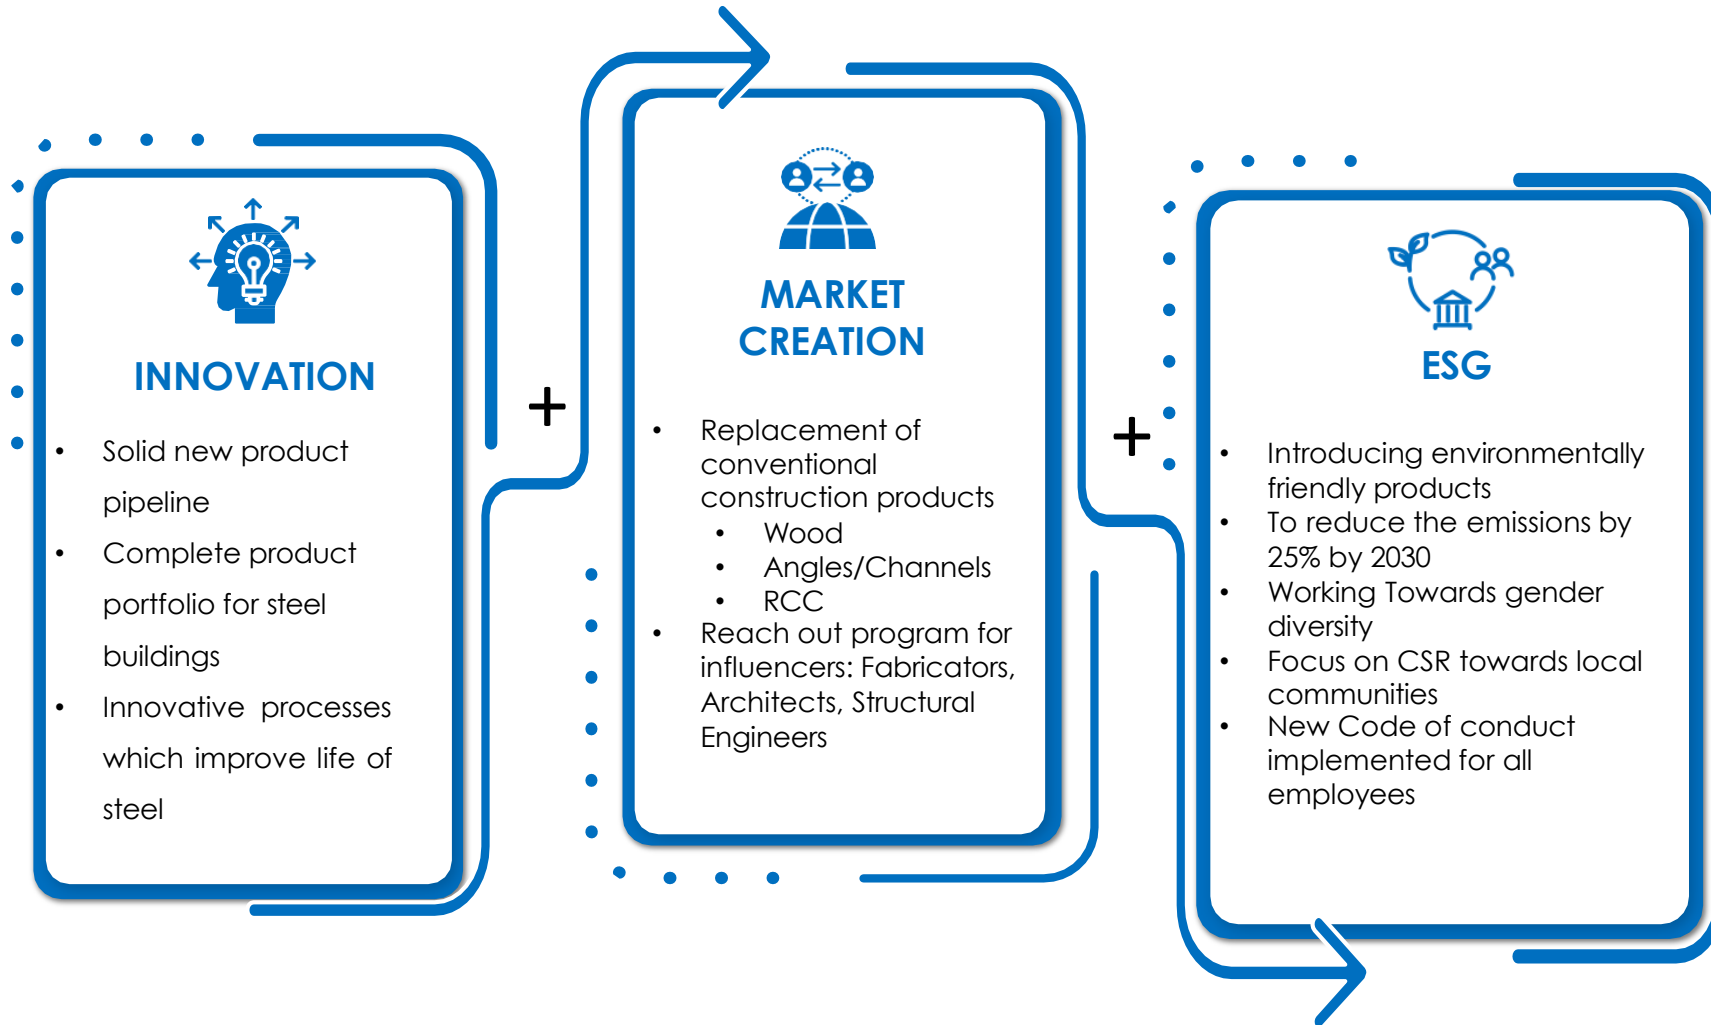 INNOVATION
• Solid new product
pipeline
• Complete product
portfolio for steel
buildings
• Innovative processes
which improve life of
steel
+
MARKET
CREATION
• Replacement of
conventional
construction products
• Wood
• Angles/Channels
• RCC
• Reach out program for
influencers: Fabricators,
Architects, Structural
Engineers
+
ESG
• Introducing environmentally
friendly products
• To reduce the emissions by
25% by 2030
• Working Towards gender
diversity
• Focus on CSR towards local
communities
• New Code of conduct
implemented for all
employees